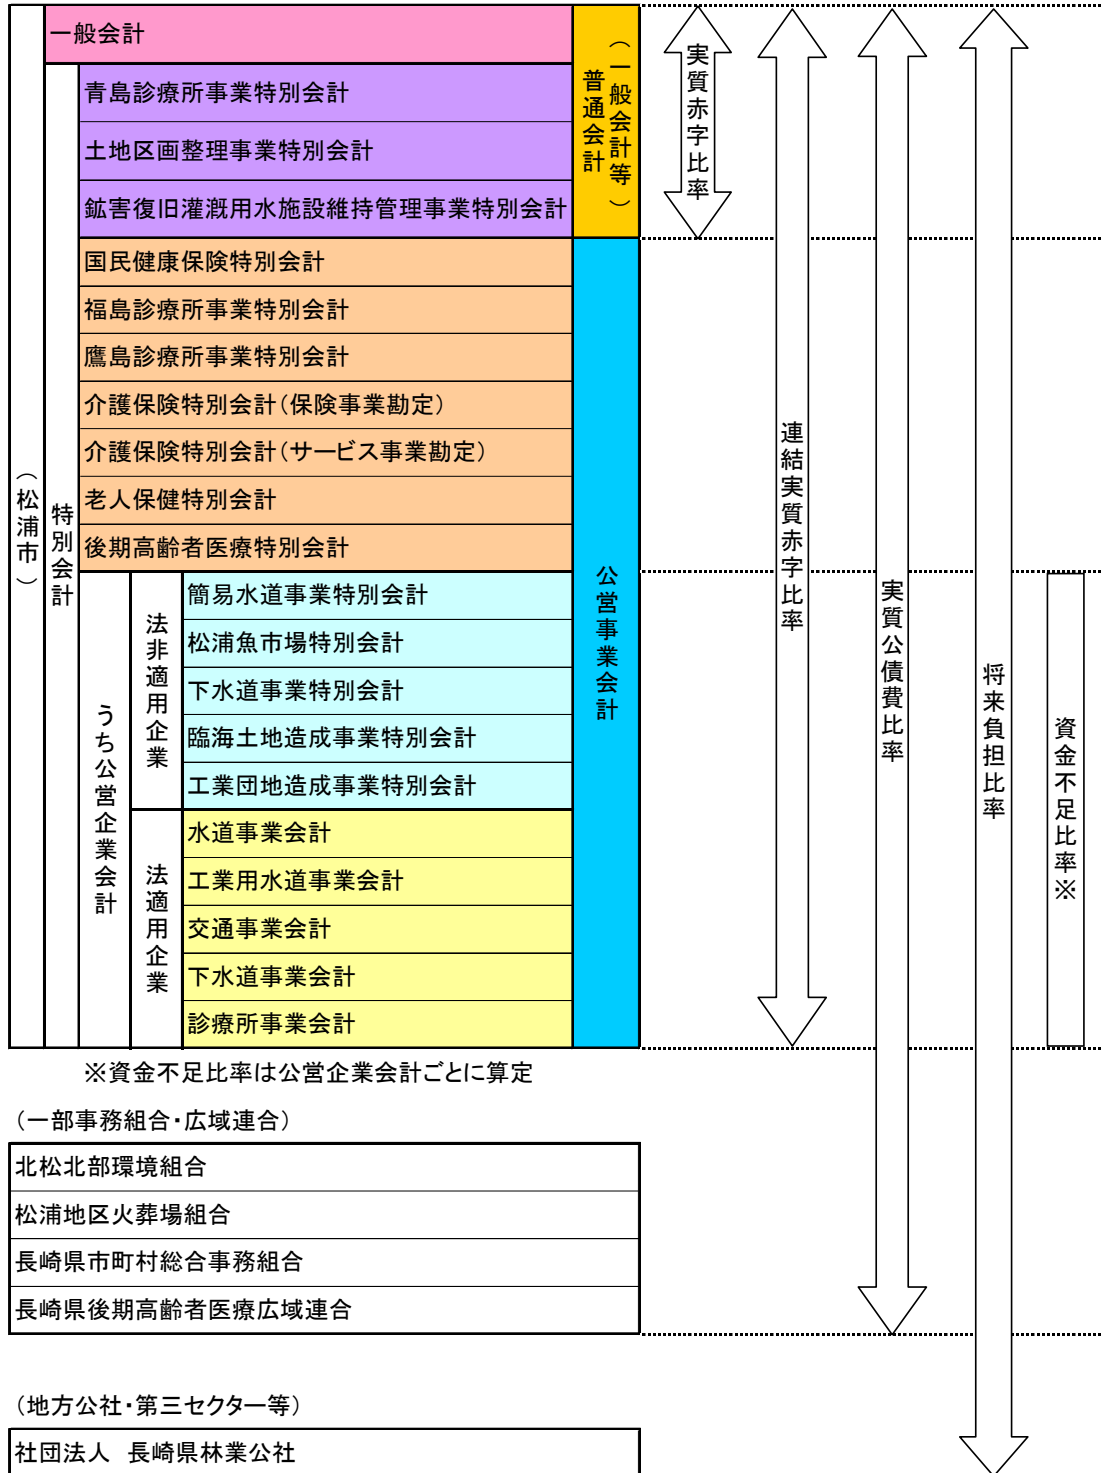 （松浦市）
一般会計
特別会計
青島診療所事業特別会計
土地区画整理事業特別会計
鉱害復旧灌漑用水施設維持管理事業特別会計
国民健康保険特別会計
福島診療所事業特別会計
鷹島診療所事業特別会計
介護保険特別会計（保険事業勘定）
介護保険特別会計（サービス事業勘定）
老人保健特別会計
後期高齢者医療特別会計
うち公営企業会計
法非適用企業
簡易水道事業特別会計
松浦魚市場特別会計
下水道事業特別会計
臨海土地造成事業特別会計
工業団地造成事業特別会計
法適用企業
水道事業会計
工業用水道事業会計
交通事業会計
下水道事業会計
診療所事業会計
普通会計
（一般会計等）
公営事業会計
実質赤字比率
連結実質赤字比率
実質公債費比率
将来負担比率
資金不足比率※
※資金不足比率は公営企業会計ごとに算定
（一部事務組合・広域連合）
北松北部環境組合
松浦地区火葬場組合
長崎県市町村総合事務組合
長崎県後期高齢者医療広域連合
（地方公社・第三セクター等）
社団法人　長崎県林業公社